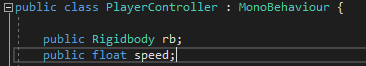 public class PlayerController : MonoBehaviour {
public Rigidbody rb;
public float speed;